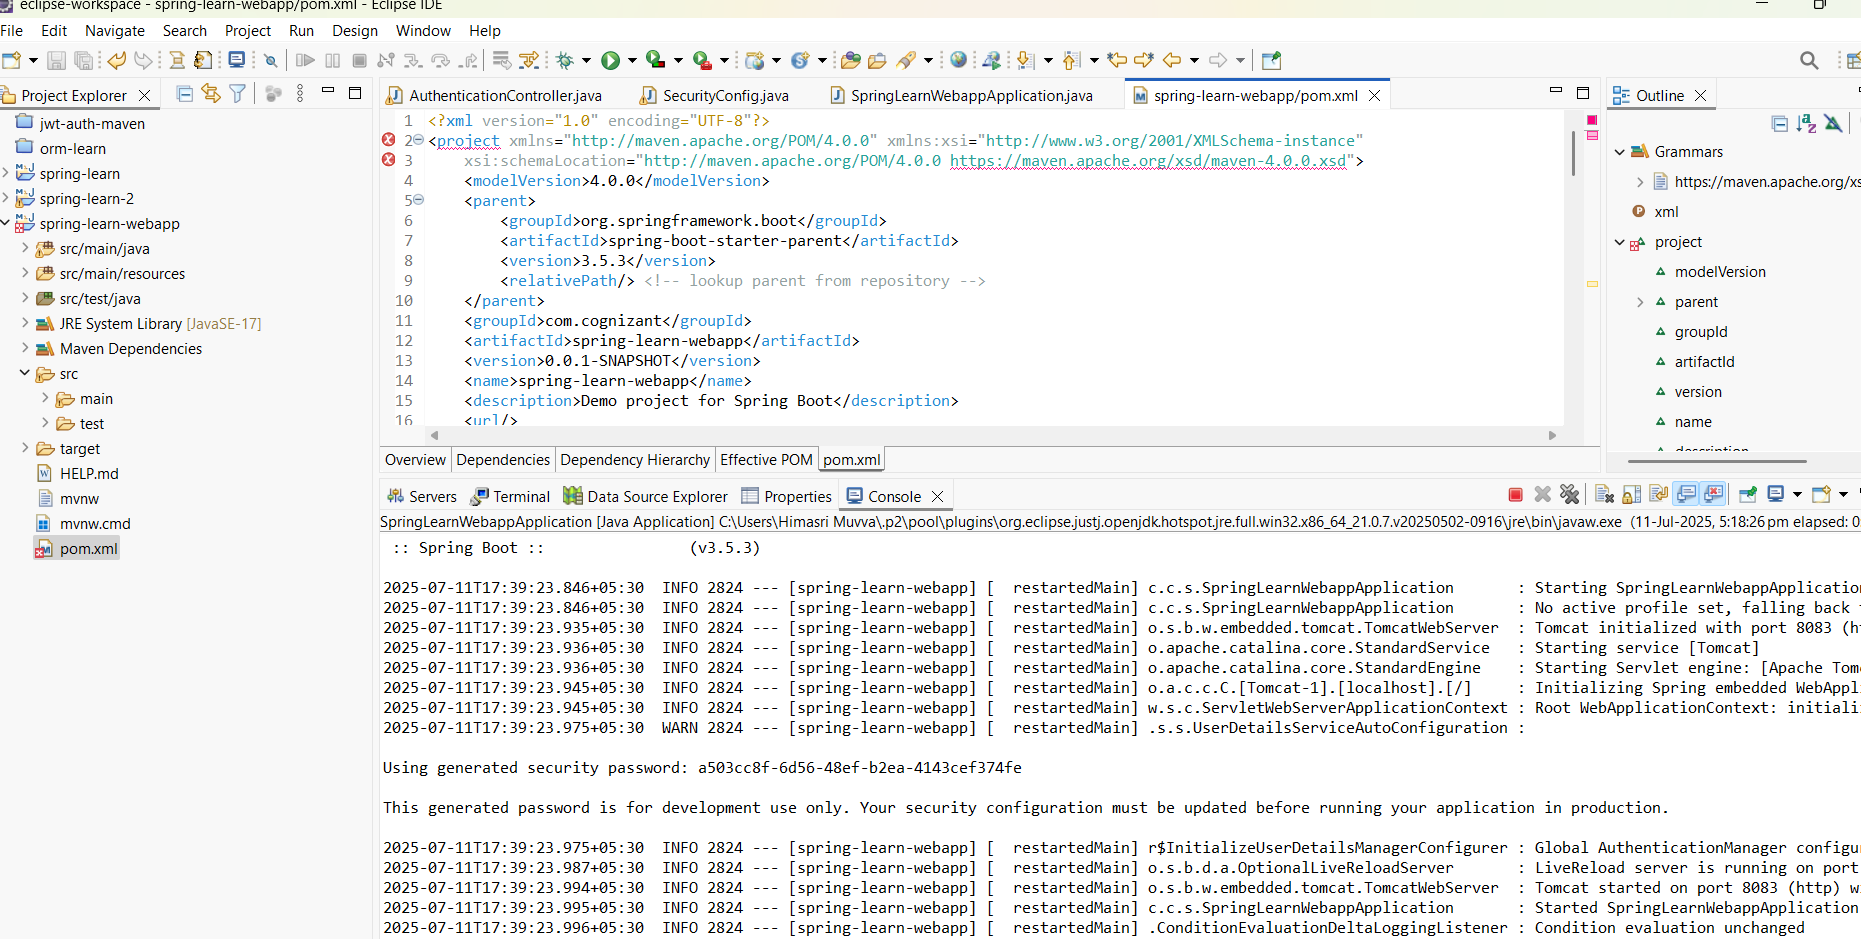 eclipse-workspace - spring-learn-webapp/pom.xml - Eclipse IDE
File Edit Navigate Search Project Run Design Window Help
Project Explorer
jwt-auth-maven
orm-learn
spring-learn
spring-learn-2
spring-learn-webapp
src/main/java
src/main/resources
src/test/java
JRE System Library [JavaSE-17]
Maven Dependencies
src
main
test
target
HELP.md
mvnw
mvnw.cmd
pom.xml
AuthenticationController.java SecurityConfig.java SpringLearnWebappApplication.java spring-learn-webapp/pom.xml
1 <?xml version="1.0" encoding="UTF-8"?>
2 <project xmlns="http://maven.apache.org/POM/4.0.0" xmlns:xsi="http://www.w3.org/2001/XMLSchema-instance"
3 xsi:schemaLocation="http://maven.apache.org/POM/4.0.0 https://maven.apache.org/xsd/maven-4.0.0.xsd">
4 <modelVersion>4.0.0</modelVersion>
5 <parent>
6 <groupId>org.springframework.boot</groupId>
7 <artifactId>spring-boot-starter-parent</artifactId>
8 <version>3.5.3</version>
9 <relativePath/> <!-- lookup parent from repository -->
10 </parent>
11 <groupId>com.cognizant</groupId>
12 <artifactId>spring-learn-webapp</artifactId>
13 <version>0.0.1-SNAPSHOT</version>
14 <name>spring-learn-webapp</name>
15 <description>Demo project for Spring Boot</description>
16 <url/>
Overview Dependencies Dependency Hierarchy Effective POM pom.xml
Outline
Grammars
https://maven.apache.org/xs
xml
project
modelVersion
parent
groupId
artifactId
version
name
description
Servers Terminal Data Source Explorer Properties Console
SpringLearnWebappApplication [Java Application] C:\Users\Himasri Muvva\.p2\pool\plugins\org.eclipse.justj.openjdk.hotspot.jre.full.win32.x86_64_21.0.7.v20250502-0916\jre\bin\javaw.exe (11-Jul-2025, 5:18:26 pm elapsed: 0
:: Spring Boot :: (v3.5.3)
2025-07-11T17:39:23.846+05:30 INFO 2824 --- [spring-learn-webapp] [ restartedMain] c.c.s.SpringLearnWebappApplication : Starting SpringLearnWebappApplication
2025-07-11T17:39:23.846+05:30 INFO 2824 --- [spring-learn-webapp] [ restartedMain] c.c.s.SpringLearnWebappApplication : No active profile set, falling back
2025-07-11T17:39:23.935+05:30 INFO 2824 --- [spring-learn-webapp] [ restartedMain] o.s.b.w.embedded.tomcat.TomcatWebServer : Tomcat initialized with port 8083 (ht
2025-07-11T17:39:23.936+05:30 INFO 2824 --- [spring-learn-webapp] [ restartedMain] o.apache.catalina.core.StandardService : Starting service [Tomcat]
2025-07-11T17:39:23.936+05:30 INFO 2824 --- [spring-learn-webapp] [ restartedMain] o.apache.catalina.core.StandardEngine : Starting Servlet engine: [Apache Tom
2025-07-11T17:39:23.945+05:30 INFO 2824 --- [spring-learn-webapp] [ restartedMain] o.a.c.c.C.[Tomcat-1].[localhost].[/] : Initializing Spring embedded WebAppl
2025-07-11T17:39:23.945+05:30 INFO 2824 --- [spring-learn-webapp] [ restartedMain] w.s.c.ServletWebServerApplicationContext : Root WebApplicationContext: initiali
2025-07-11T17:39:23.975+05:30 WARN 2824 --- [spring-learn-webapp] [ restartedMain] .s.s.UserDetailsServiceAutoConfiguration :
Using generated security password: a503cc8f-6d56-48ef-b2ea-4143cef374fe
This generated password is for development use only. Your security configuration must be updated before running your application in production.
2025-07-11T17:39:23.975+05:30 INFO 2824 --- [spring-learn-webapp] [ restartedMain] r$InitializeUserDetailsManagerConfigurer : Global AuthenticationManager configu
2025-07-11T17:39:23.987+05:30 INFO 2824 --- [spring-learn-webapp] [ restartedMain] o.s.b.d.a.OptionalLiveReloadServer : LiveReload server is running on port
2025-07-11T17:39:23.994+05:30 INFO 2824 --- [spring-learn-webapp] [ restartedMain] o.s.b.w.embedded.tomcat.TomcatWebServer : Tomcat started on port 8083 (http) w
2025-07-11T17:39:23.995+05:30 INFO 2824 --- [spring-learn-webapp] [ restartedMain] c.c.s.SpringLearnWebappApplication : Started SpringLearnWebappApplication
2025-07-11T17:39:23.996+05:30 INFO 2824 --- [spring-learn-webapp] [ restartedMain] .ConditionEvaluationDeltaLoggingListener : Condition evaluation unchanged